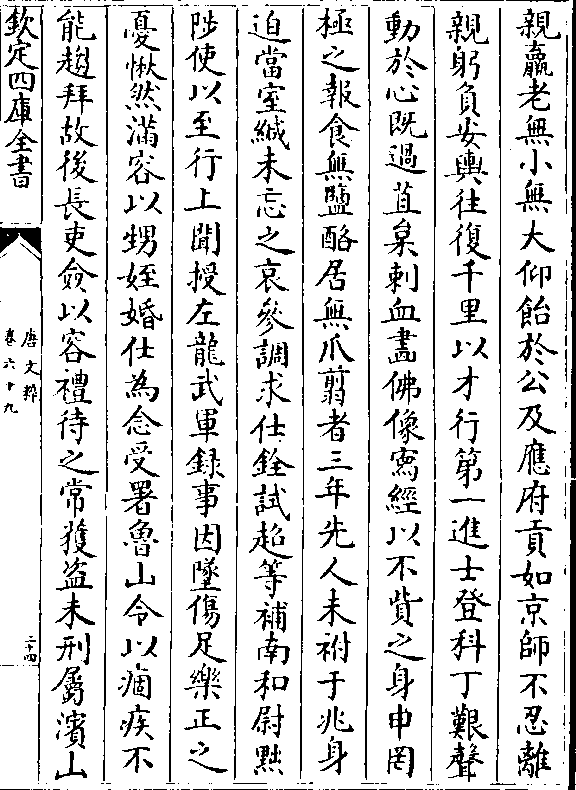 親羸老無小無大仰飴於公及應府貢如京師不忍離
親躬負安輿往復千里以才行第一進士登科丁艱聲
動於心既過苴枲刺血畫佛像寫經以不貲之身申罔
極之報食無鹽酪居無爪翦者三年先人未祔于兆身
迫當室緘未忘之哀參調求仕銓試超等補南和尉黜
陟使以至行上聞授左龍武軍錄事因墜傷足樂正之
憂愀然滿容以甥姪婚仕為念受署魯山令以痼疾不
能趨拜故後長吏僉以客禮待之常獲盜未刑屬濱山
欽定四庫全書
唐文粹
卷六十九
二十四